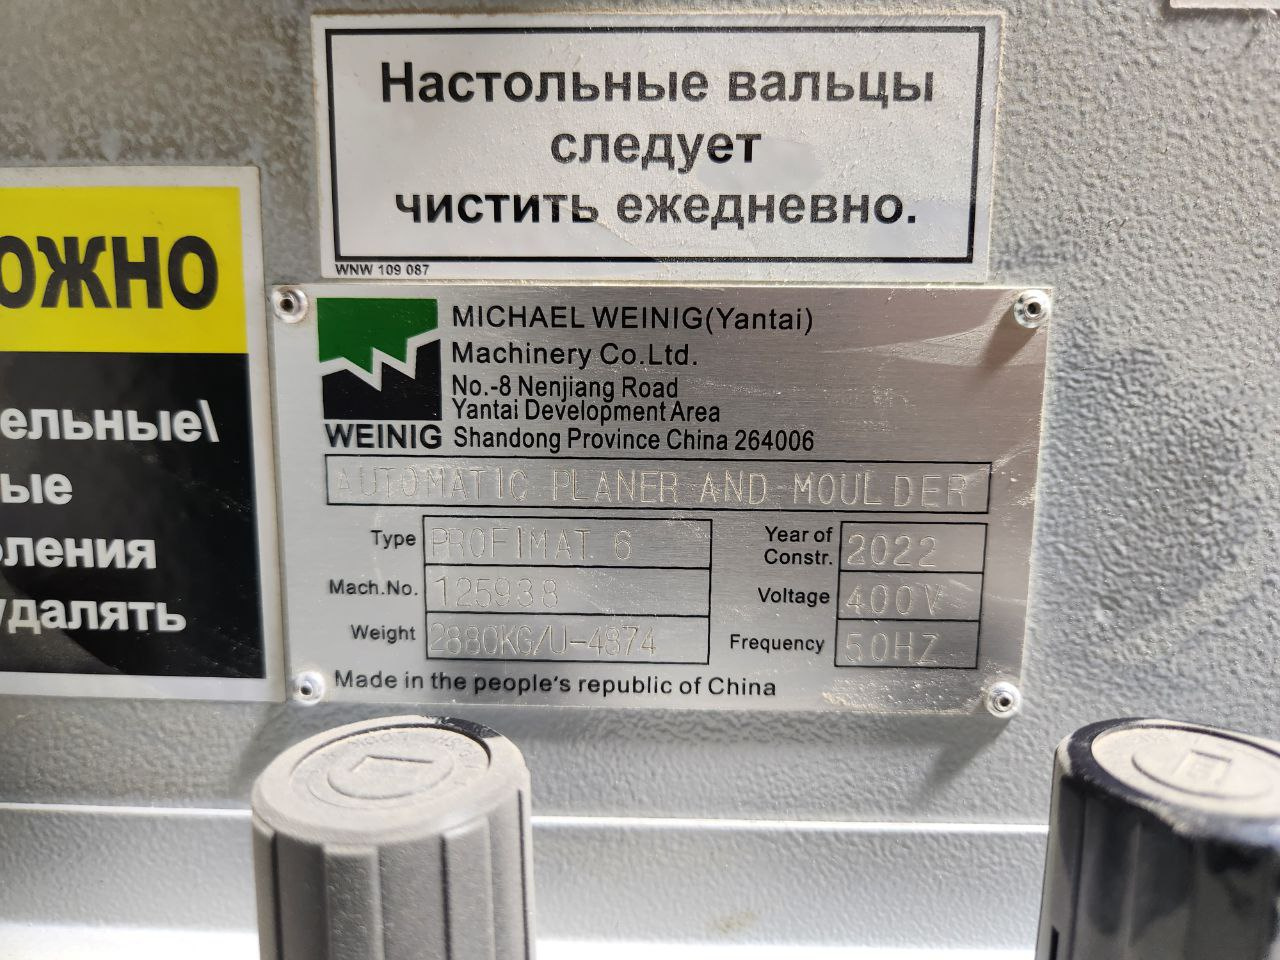 Настольные вальцы
следует
чистить ежедневно.
WNW 109 087
ОЖНО
ельные\
ые
ления
удалять
MICHAEL WEINIG(Yantai)
Machinery Co.Ltd.
No.-8 Nenjiang Road
Yantai Development Area
Shandong Province China 264006
WEINIG
AUTOMATIC PLANER AND MOULDER
Type PROFIMAT 6
Mach.No. 125938
Weight 2880KG/U-4874
Year of Constr. 2022
Voltage 400V
Frequency 50HZ
Made in the people's republic of China